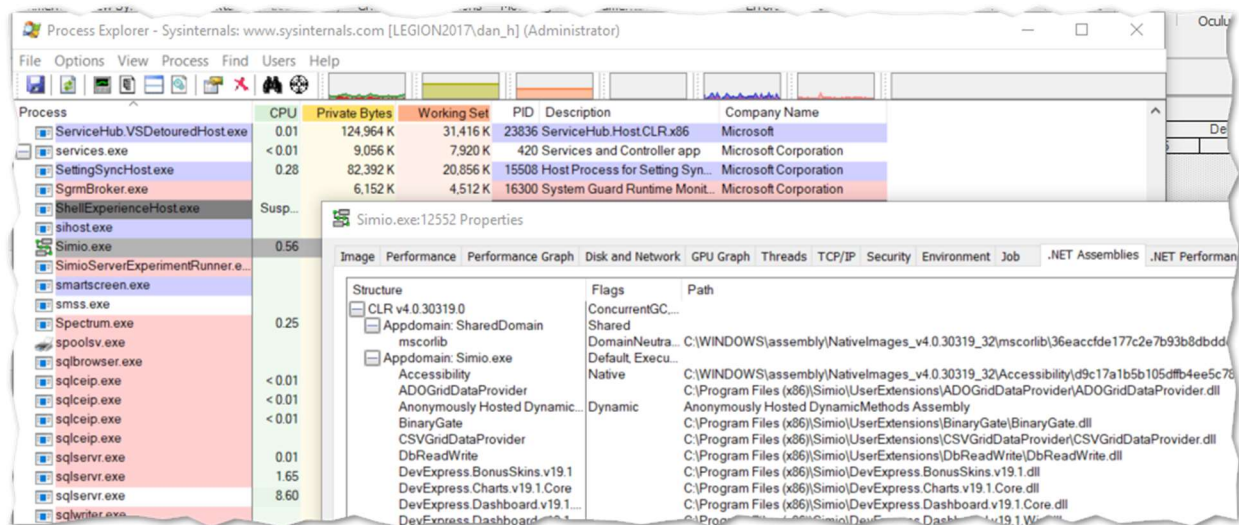 Oculu
Process Explorer - Sysinternals: www.sysinternals.com [LEGION2017\dan_h] (Administrator)
File Options View Process Find Users Help
Process CPU Private Bytes Working Set PID Description Company Name
De
ServiceHub.VSDetouredHost.exe 0.01 124,964 K 31,416 K 23836 ServiceHub.Host.CLR.x86 Microsoft
services.exe < 0.01 9,056 K 7,920 K 420 Services and Controller app Microsoft Corporation
SettingSyncHost.exe 0.28 82,392 K 20,856 K 15508 Host Process for Setting Syn... Microsoft Corporation
SgrmBroker.exe 6,152 K 4,512 K 16300 System Guard Runtime Monit... Microsoft Corporation
ShellExperienceHost.exe Susp...
sihost.exe
Simio.exe 0.56
SimioServerExperimentRunner.e...
smartscreen.exe
smss.exe
Spectrum.exe 0.25
spoolsv.exe
sqlbrowser.exe
sqlceip.exe < 0.01
sqlceip.exe < 0.01
sqlceip.exe < 0.01
sqlceip.exe
sqlservr.exe 0.01
sqlservr.exe 1.65
sqlservr.exe 8.60
sqlwriter.exe
Simio.exe:12552 Properties
Image Performance Performance Graph Disk and Network GPU Graph Threads TCP/IP Security Environment Job .NET Assemblies .NET Performan
Structure Flags Path
CLR v4.0.30319.0 ConcurrentGC,...
Appdomain: SharedDomain Shared
mscorlib DomainNeutra... C:\WINDOWS\assembly\NativeImages_v4.0.30319_32\mscorlib\36eaccfde177c2e7b93b8dbdd
Appdomain: Simio.exe Default, Execu...
Accessibility Native C:\WINDOWS\assembly\NativeImages_v4.0.30319_32\Accessibility\d9c17a1b5b105dffb4ee5c78
ADOGridDataProvider C:\Program Files (x86)\Simio\UserExtensions\ADOGridDataProvider\ADOGridDataProvider.dll
Anonymously Hosted Dynamic... Dynamic Anonymously Hosted DynamicMethods Assembly
BinaryGate C:\Program Files (x86)\Simio\UserExtensions\BinaryGate\BinaryGate.dll
CSVGridDataProvider C:\Program Files (x86)\Simio\UserExtensions\CSVGridDataProvider\CSVGridDataProvider.dll
DbReadWrite C:\Program Files (x86)\Simio\UserExtensions\DbReadWrite\DbReadWrite.dll
DevExpress.BonusSkins.v19.1 C:\Program Files (x86)\Simio\DevExpress.BonusSkins.v19.1.dll
DevExpress.Charts.v19.1.Core C:\Program Files (x86)\Simio\DevExpress.Charts.v19.1.Core.dll
DevExpress.Dashboard.v19.1.... C:\Program Files (x86)\Simio\DevExpress.Dashboard.v19.1.Core.dll
DevExpress.Dashboard